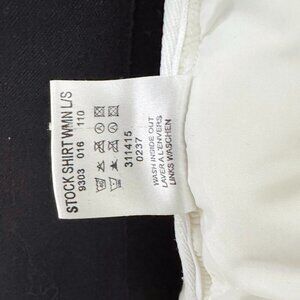 STOCK SHIRT WMN L/S
9303 016 110
311415
0237
WASH INSIDE OUT
LAVER A L'ENVERS
LINKS WASCHEN